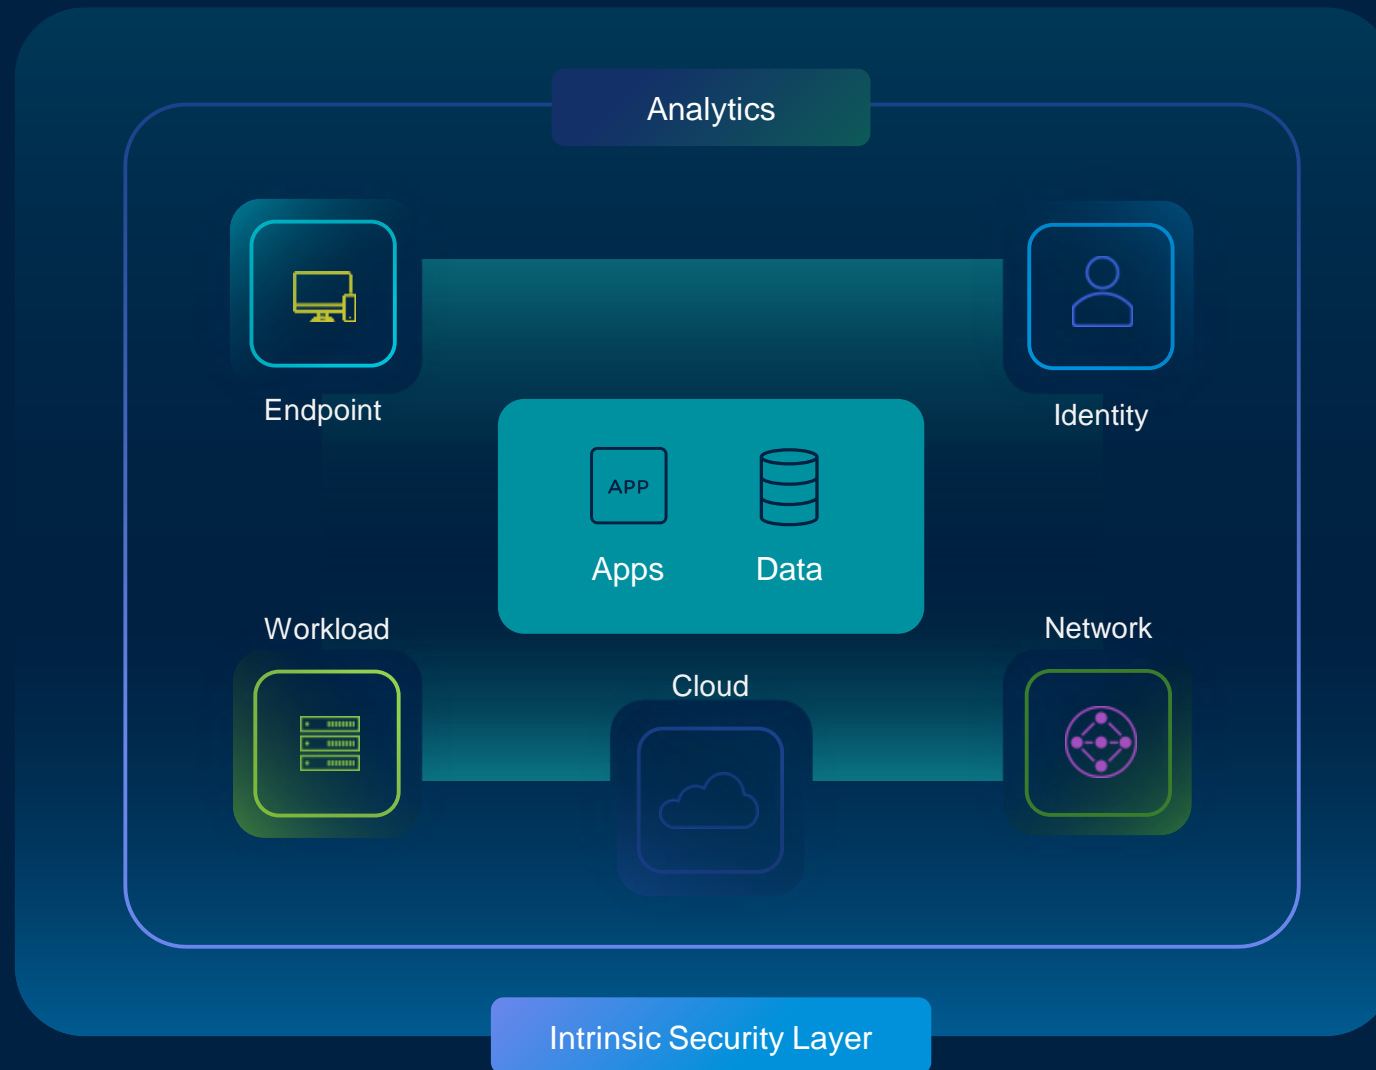 Analytics
Endpoint
Identity
APP
Apps
Data
Workload
Network
Cloud
Intrinsic Security Layer